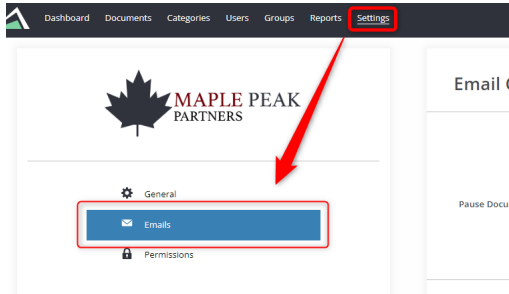 Dashboard Documents Categories Users Groups Reports Settings
MAPLE PEAK
PARTNERS
General
Emails
Permissions
Email
Pause Docu